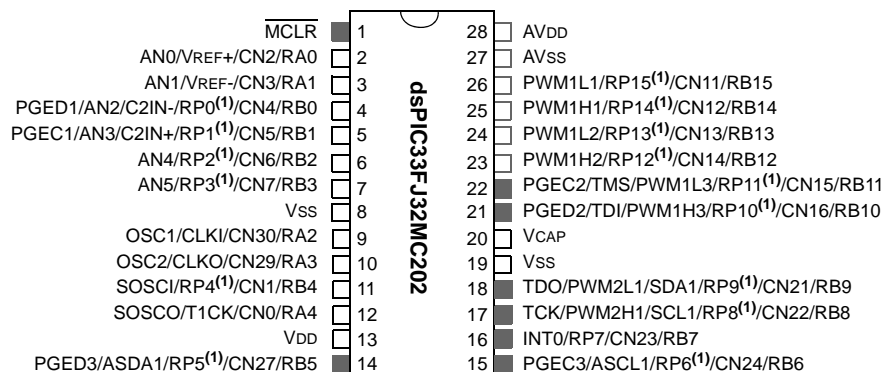 MCLR 1 28 AVDD
AN0/VREF+/CN2/RA0 2 27 AVSS
AN1/VREF-/CN3/RA1 3 26 PWM1L1/RP15(1)/CN11/RB15
PGED1/AN2/C2IN-/RP0(1)/CN4/RB0 4 25 PWM1H1/RP14(1)/CN12/RB14
PGEC1/AN3/C2IN+/RP1(1)/CN5/RB1 5 24 PWM1L2/RP13(1)/CN13/RB13
AN4/RP2(1)/CN6/RB2 6 23 PWM1H2/RP12(1)/CN14/RB12
AN5/RP3(1)/CN7/RB3 7 22 PGEC2/TMS/PWM1L3/RP11(1)/CN15/RB11
VSS 8 21 PGED2/TDI/PWM1H3/RP10(1)/CN16/RB10
OSC1/CLKI/CN30/RA2 9 20 VCAP
OSC2/CLKO/CN29/RA3 10 19 VSS
SOSCI/RP4(1)/CN1/RB4 11 18 TDO/PWM2L1/SDA1/RP9(1)/CN21/RB9
SOSCO/T1CK/CN0/RA4 12 17 TCK/PWM2H1/SCL1/RP8(1)/CN22/RB8
VDD 13 16 INT0/RP7/CN23/RB7
PGED3/ASDA1/RP5(1)/CN27/RB5 14 15 PGEC3/ASCL1/RP6(1)/CN24/RB6
dsPIC33FJ32MC202